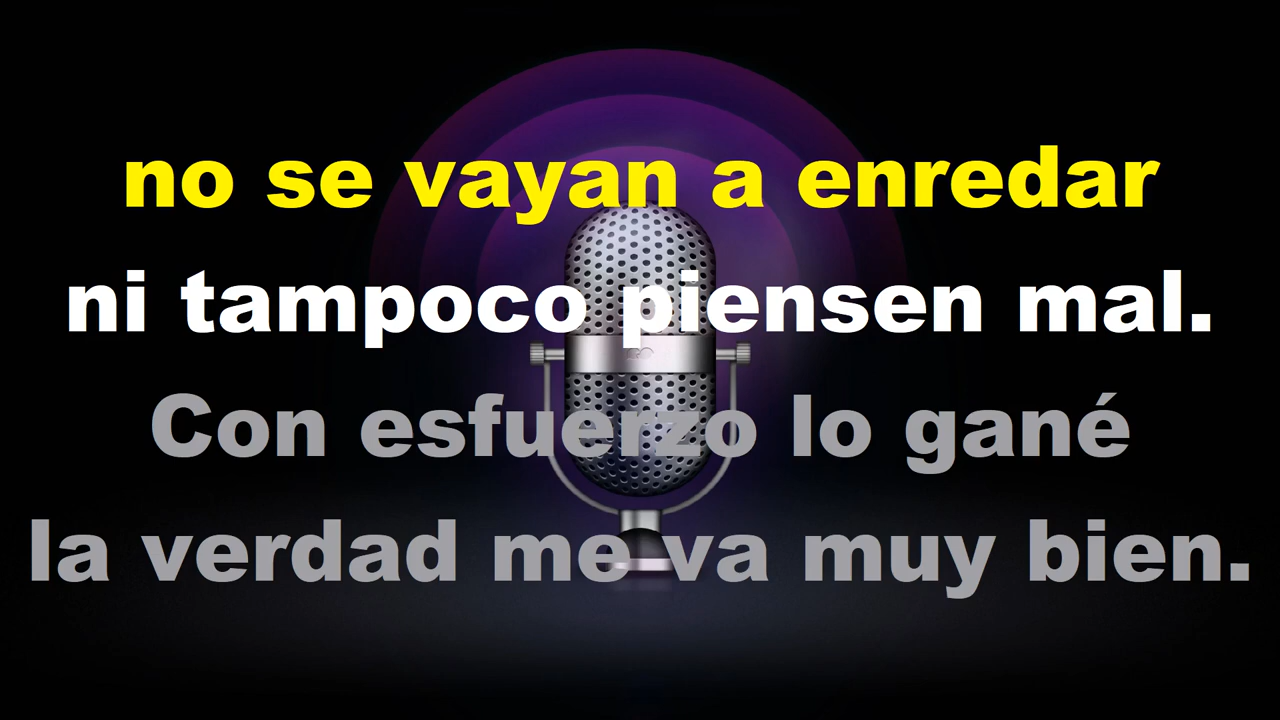 no se vayan a enredar
ni tampoco piensen mal.
Con esfuerzo lo gané
la verdad me va muy bien.